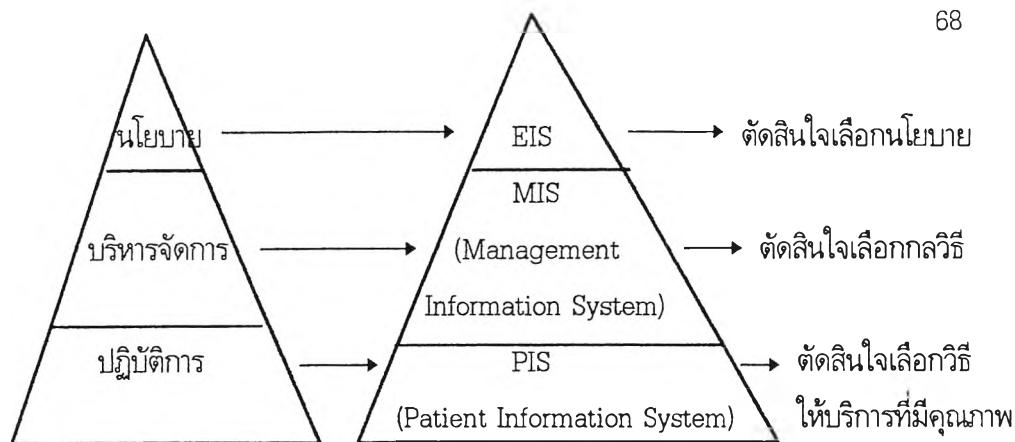 68
นโยบาย
EIS
ตัดสินใจเลือกนโยบาย
MIS
บริหารจัดการ
(Management
ตัดสินใจเลือกกลวิธี
Information System)
ปฏิบัติการ
PIS
ตัดสินใจเลือกวิธี
(Patient Information System)
ให้บริการที่มีคุณภาพ